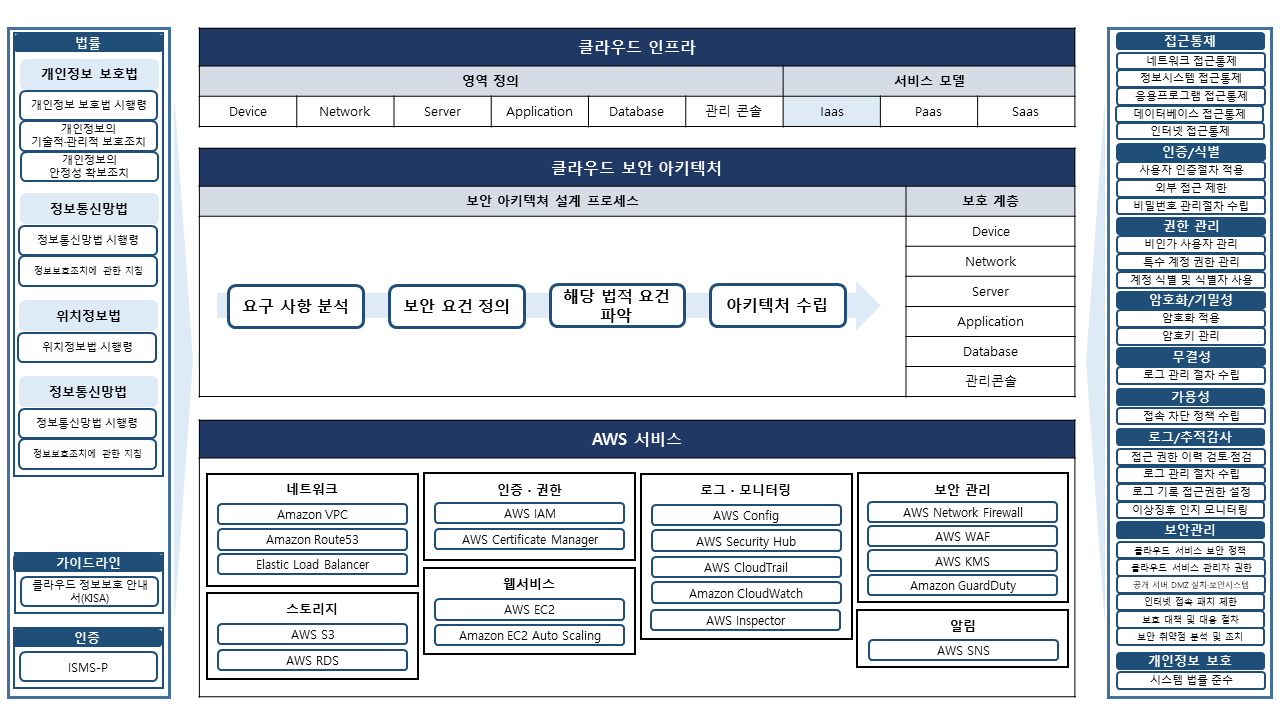 법률
개인정보 보호법
개인정보 보호법 시행령
개인정보의
기술적·관리적 보호조치
개인정보의
안정성 확보조치
정보통신망법
정보통신망법 시행령
정보보호조치에 관한 지침
위치정보법
위치정보법 시행령
정보통신망법
정보통신망법 시행령
정보보호조치에 관한 지침
가이드라인
클라우드 정보보호 안내
서(KISA)
인증
ISMS-P
클라우드 인프라
영역 정의
서비스 모델
Device
Network
Server
Application
Database
관리 콘솔
Iaas
Paas
Saas
클라우드 보안 아키텍처
보안 아키텍쳐 설계 프로세스
보호 계층
요구 사항 분석
보안 요건 정의
해당 법적 요건
파악
아키텍처 수립
Device
Network
Server
Application
Database
관리콘솔
AWS 서비스
네트워크
Amazon VPC
Amazon Route53
Elastic Load Balancer
스토리지
AWS S3
AWS RDS
인증 · 권한
AWS IAM
AWS Certificate Manager
웹서비스
AWS EC2
Amazon EC2 Auto Scaling
로그 · 모니터링
AWS Config
AWS Security Hub
AWS CloudTrail
Amazon CloudWatch
AWS Inspector
보안 관리
AWS Network Firewall
AWS WAF
AWS KMS
Amazon GuardDuty
알림
AWS SNS
접근통제
네트워크 접근통제
정보시스템 접근통제
응용프로그램 접근통제
데이터베이스 접근통제
인터넷 접근통제
인증/식별
사용자 인증절차 적용
외부 접근 제한
비밀번호 관리절차 수립
권한 관리
비인가 사용자 관리
특수 계정 권한 관리
계정 식별 및 식별자 사용
암호화/기밀성
암호화 적용
암호키 관리
무결성
로그 관리 절차 수립
가용성
접속 차단 정책 수립
로그/추적감사
접근 권한 이력 검토·점검
로그 관리 절차 수립
로그 기록 접근권한 설정
이상징후 인지 모니터링
보안관리
클라우드 서비스 보안 정책
클라우드 서비스 관리자 권한
공개 서버 DMZ 설치·보안시스템
인터넷 접속 패치 제한
보호 대책 및 대응 절차
보안 취약점 분석 및 조치
개인정보 보호
시스템 법률 준수